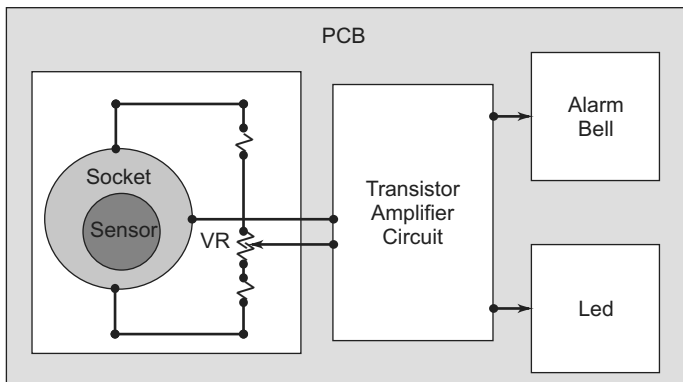 PCB
Socket
Sensor
VR
Transistor
Amplifier
Circuit
Alarm
Bell
Led